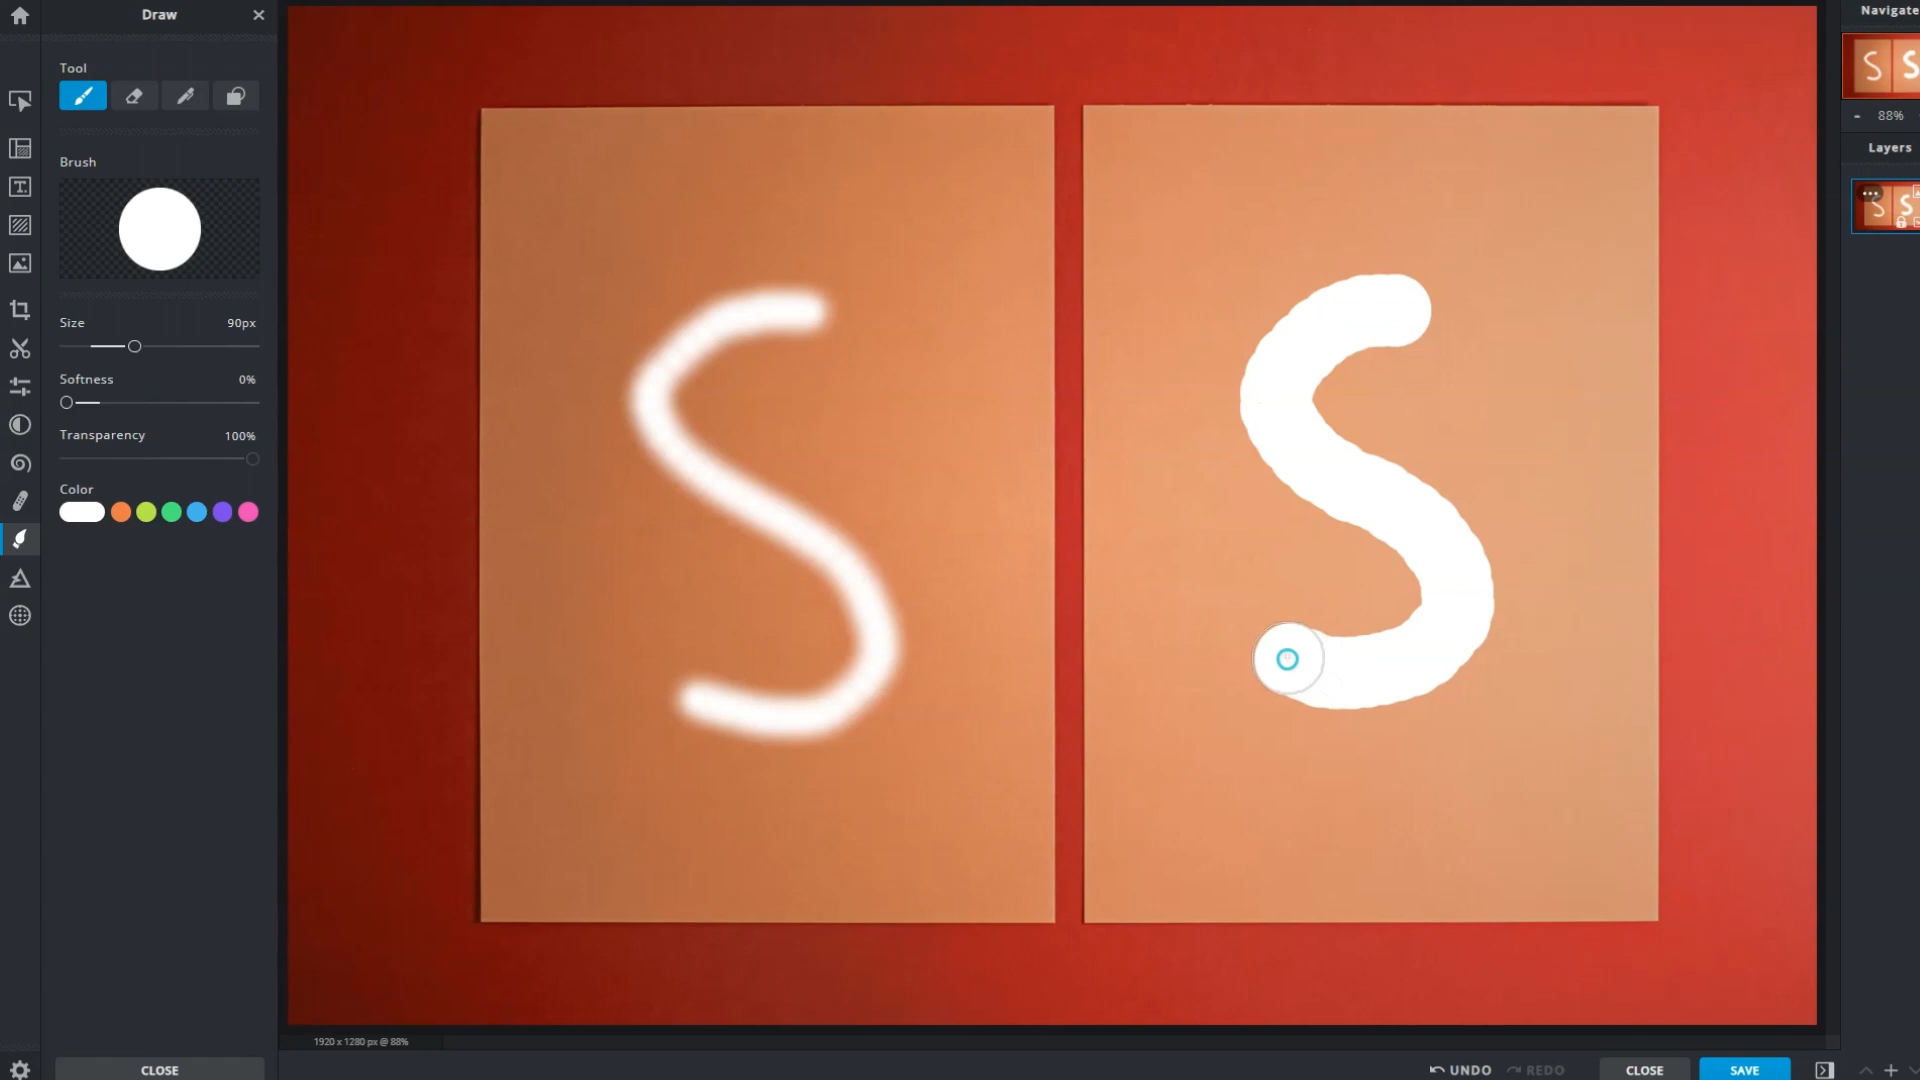 Draw
Navigate
Tool
88%
Layers
Brush
Size 90px
Softness 0%
Transparency 100%
Color
S S
1920 x 1280 px @ 88%
CLOSE
UNDO REDO CLOSE SAVE